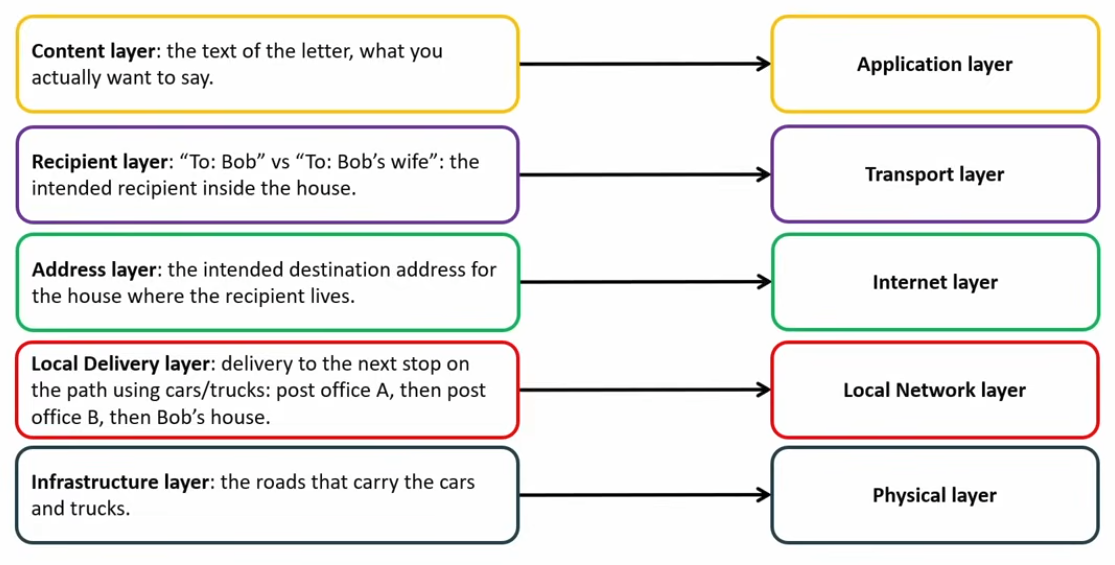 Content layer: the text of the letter, what you
actually want to say.
Application layer
Recipient layer: “To: Bob” vs “To: Bob’s wife”: the
intended recipient inside the house.
Transport layer
Address layer: the intended destination address for
the house where the recipient lives.
Internet layer
Local Delivery layer: delivery to the next stop on
the path using cars/trucks: post office A, then post
office B, then Bob’s house.
Local Network layer
Infrastructure layer: the roads that carry the cars
and trucks.
Physical layer